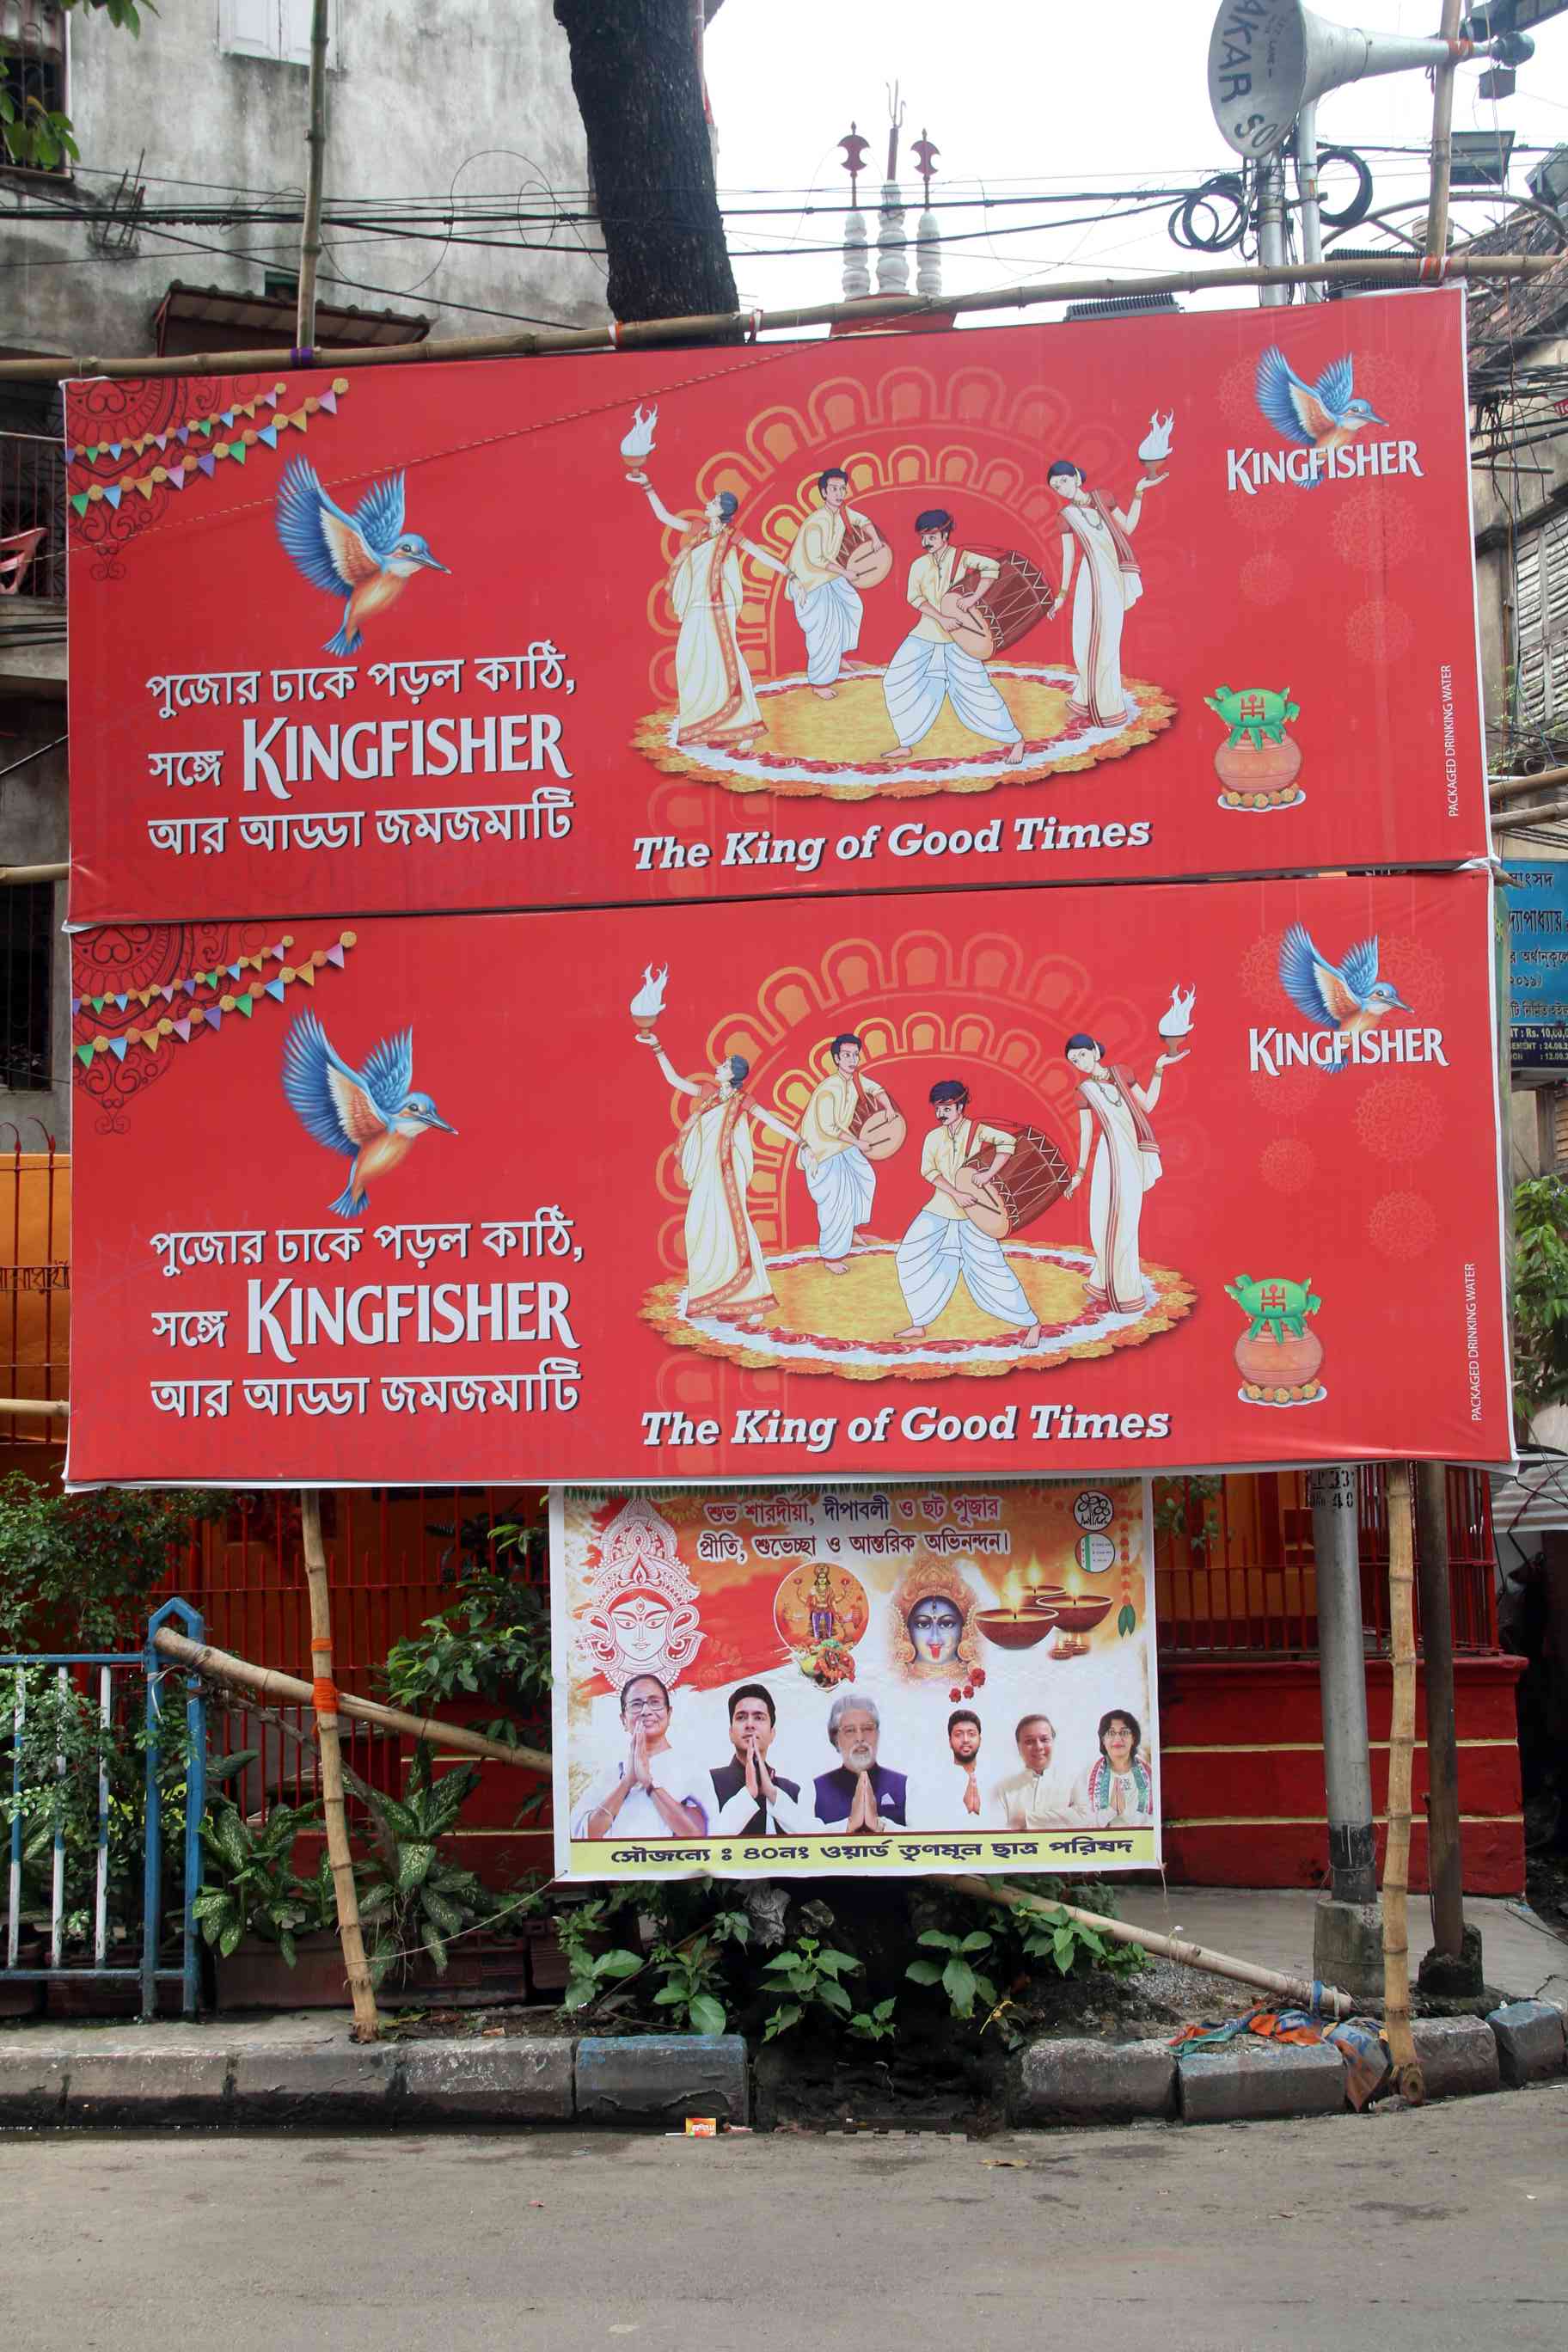 AKAR SO
KINGFISHER
পুজোর ঢাকে পড়ল কাঠি,
সঙ্গে KINGFISHER
আর আড্ডা জমজমাটি
The King of Good Times
PACKAGED DRINKING WATER
KINGFISHER
পুজোর ঢাকে পড়ল কাঠি,
সঙ্গে KINGFISHER
আর আড্ডা জমজমাটি
The King of Good Times
PACKAGED DRINKING WATER
শুভ শারদীয়া, দীপাবলী ও ছট পুজার
প্রীতি, শুভেচ্ছা ও আন্তরিক অভিনন্দন।
সৌজন্যে ঃ ৪০নং ওয়ার্ড তৃণমূল ছাত্র পরিষদ